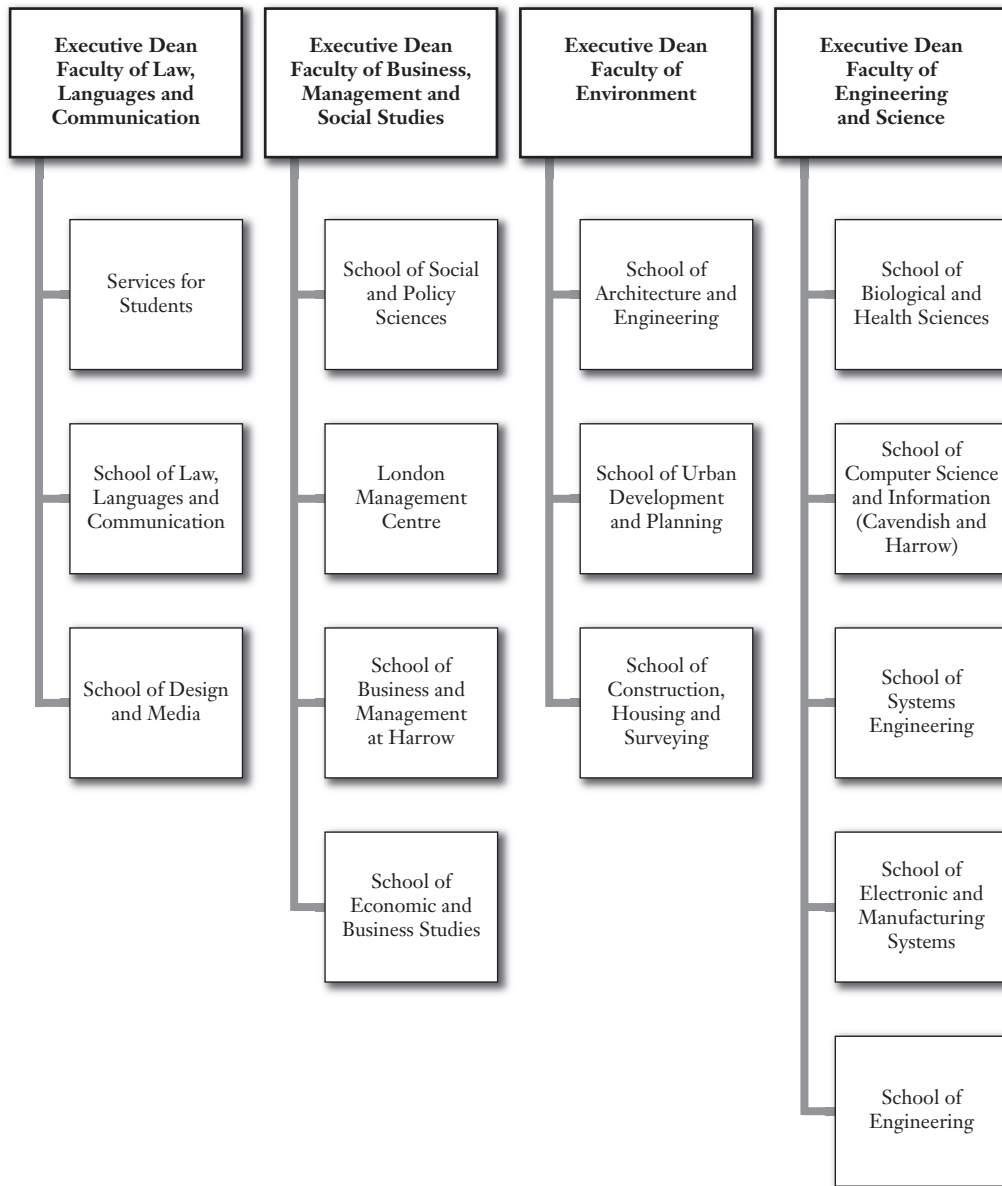 Executive Dean
Faculty of Law,
Languages and
Communication
Services for
Students
School of Law,
Languages and
Communication
School of Design
and Media
Executive Dean
Faculty of Business,
Management and
Social Studies
School of Social
and Policy
Sciences
London
Management
Centre
School of
Business and
Management
at Harrow
School of
Economic and
Business Studies
Executive Dean
Faculty of
Environment
School of
Architecture and
Engineering
School of Urban
Development
and Planning
School of
Construction,
Housing and
Surveying
Executive Dean
Faculty of
Engineering
and Science
School of
Biological and
Health Sciences
School of
Computer Science
and Information
(Cavendish and
Harrow)
School of
Systems
Engineering
School of
Electronic and
Manufacturing
Systems
School of
Engineering